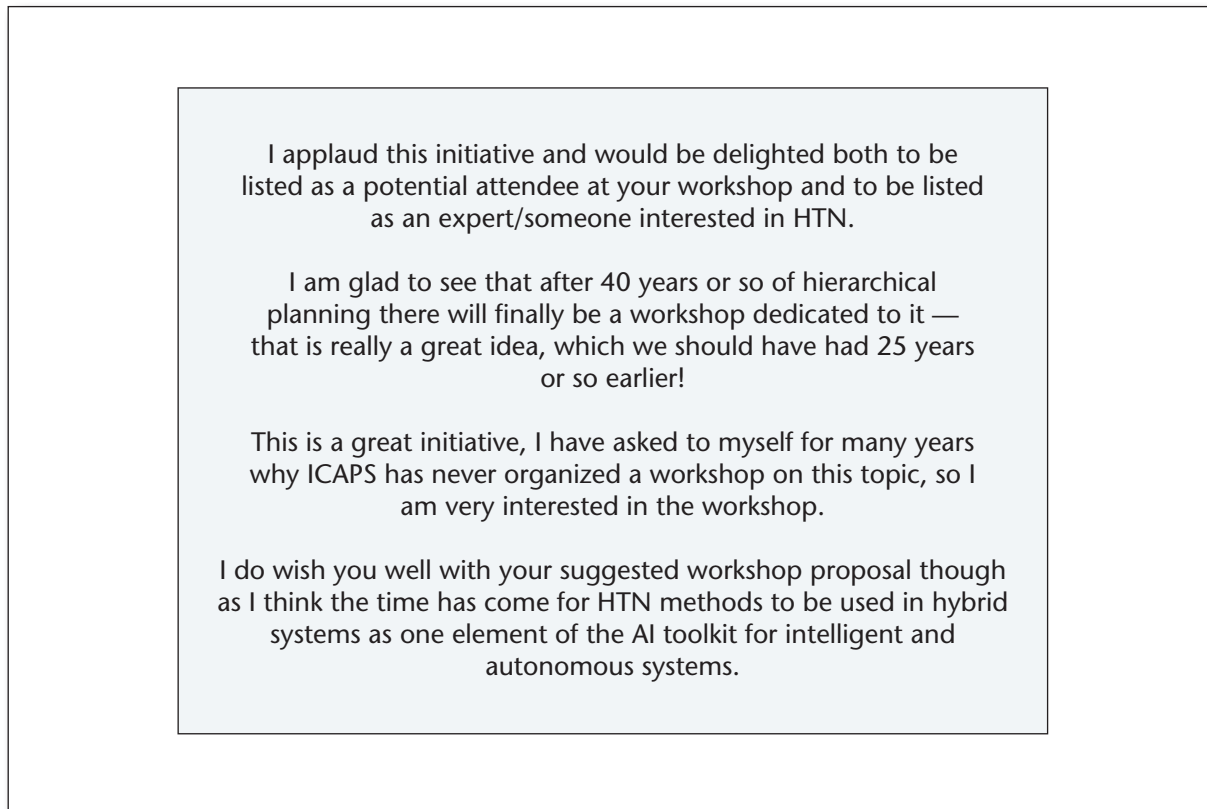 I applaud this initiative and would be delighted both to be
listed as a potential attendee at your workshop and to be listed
as an expert/someone interested in HTN.
I am glad to see that after 40 years or so of hierarchical
planning there will finally be a workshop dedicated to it —
that is really a great idea, which we should have had 25 years
or so earlier!
This is a great initiative, I have asked to myself for many years
why ICAPS has never organized a workshop on this topic, so I
am very interested in the workshop.
I do wish you well with your suggested workshop proposal though
as I think the time has come for HTN methods to be used in hybrid
systems as one element of the AI toolkit for intelligent and
autonomous systems.